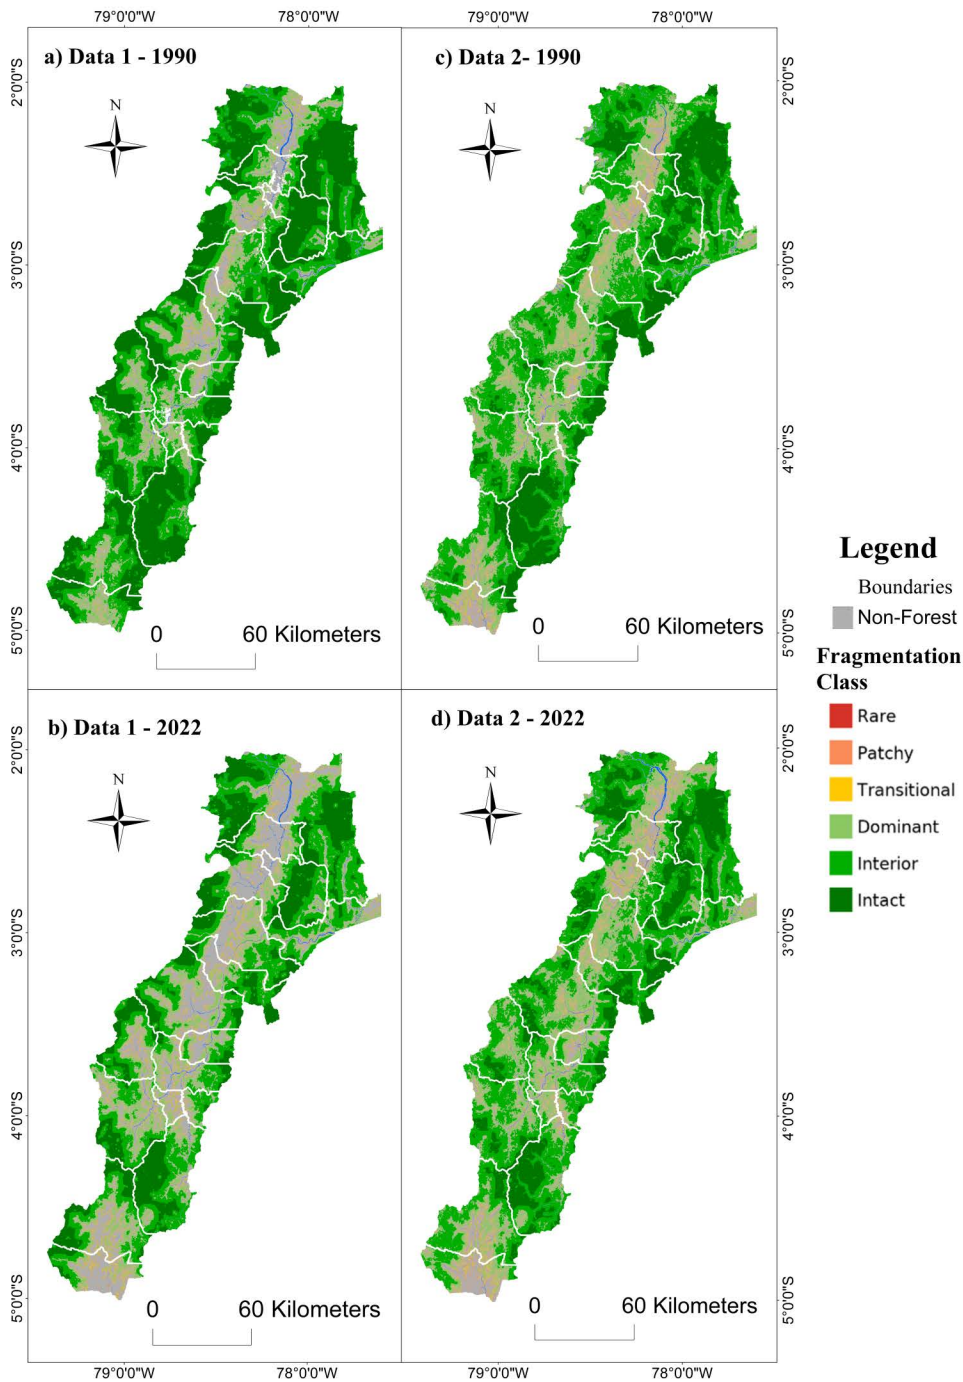 79°0'0"W
78°0'0"W
79°0'0"W
78°0'0"W
a) Data 1 - 1990
c) Data 2- 1990
N
N
2°0'0"S
3°0'0"S
4°0'0"S
5°0'0"S
2°0'0"S
3°0'0"S
4°0'0"S
5°0'0"S
0
60 Kilometers
0
60 Kilometers
b) Data 1 - 2022
d) Data 2 - 2022
N
N
2°0'0"S
3°0'0"S
4°0'0"S
5°0'0"S
2°0'0"S
3°0'0"S
4°0'0"S
5°0'0"S
0
60 Kilometers
0
60 Kilometers
79°0'0"W
78°0'0"W
79°0'0"W
78°0'0"W
Legend
Boundaries
Non-Forest
Fragmentation
Class
Rare
Patchy
Transitional
Dominant
Interior
Intact